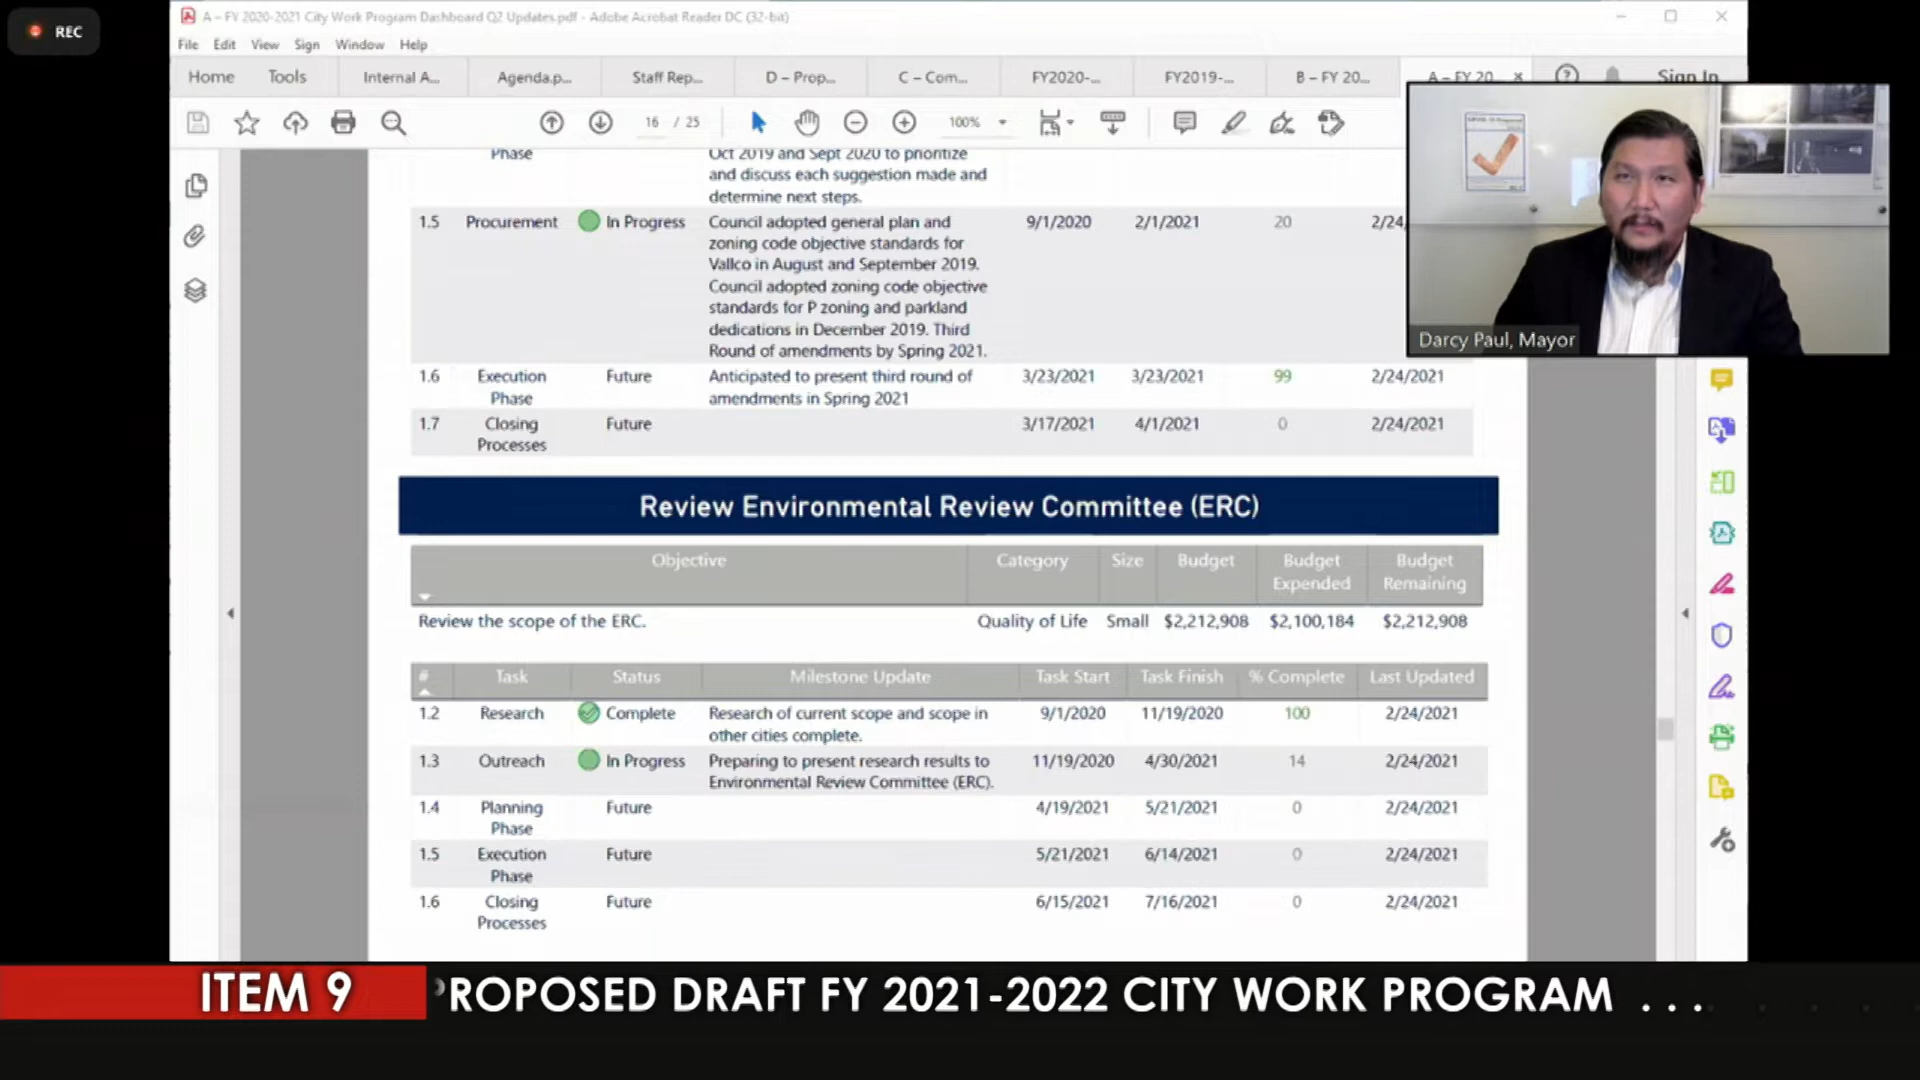 REC
A – FY 2020-2021 City Work Program Dashboard Q2 Updates.pdf - Adobe Acrobat Reader DC (32-bit)
File Edit View Sign Window Help
Home Tools Internal A... Agenda.p... Staff Rep... D – Prop... C – Com... FY2020-... FY2019-... B – FY 20... A – FY 20... × Sign In
16 / 25 100%
Phase Oct 2019 and Sept 2020 to prioritize
and discuss each suggestion made and
determine next steps.
1.5 Procurement In Progress Council adopted general plan and 9/1/2020 2/1/2021 20 2/24
zoning code objective standards for
Vallco in August and September 2019.
Council adopted zoning code objective
standards for P zoning and parkland
dedications in December 2019. Third
Round of amendments by Spring 2021.
1.6 Execution Future Anticipated to present third round of 3/23/2021 3/23/2021 99 2/24/2021
Phase amendments in Spring 2021
1.7 Closing Future 3/17/2021 4/1/2021 0 2/24/2021
Processes
Darcy Paul, Mayor
Review Environmental Review Committee (ERC)
Objective Category Size Budget Budget Budget
Expended Remaining
Review the scope of the ERC. Quality of Life Small $2,212,908 $2,100,184 $2,212,908
# Task Status Milestone Update Task Start Task Finish % Complete Last Updated
1.2 Research Complete Research of current scope and scope in 9/1/2020 11/19/2020 100 2/24/2021
other cities complete.
1.3 Outreach In Progress Preparing to present research results to 11/19/2020 4/30/2021 14 2/24/2021
Environmental Review Committee (ERC).
1.4 Planning Future 4/19/2021 5/21/2021 0 2/24/2021
Phase
1.5 Execution Future 5/21/2021 6/14/2021 0 2/24/2021
Phase
1.6 Closing Future 6/15/2021 7/16/2021 0 2/24/2021
Processes
ITEM 9 PROPOSED DRAFT FY 2021-2022 CITY WORK PROGRAM . . .